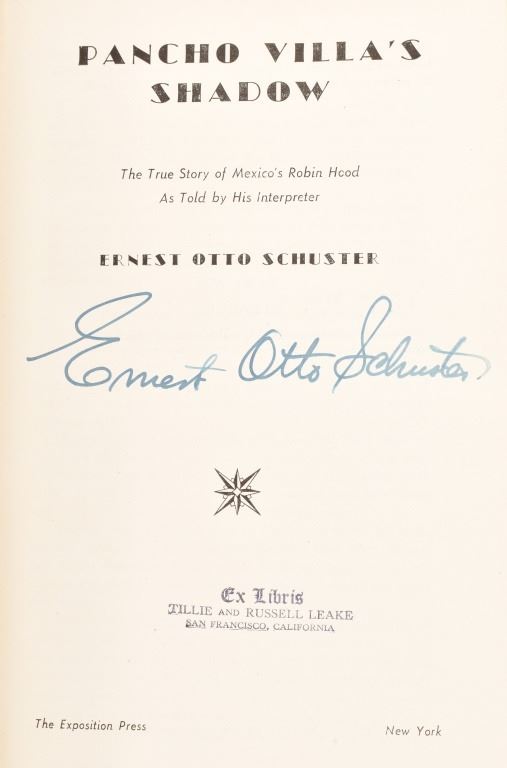 PANCHO VILLA'S
SHADOW
The True Story of Mexico's Robin Hood
As Told by His Interpreter
ERNEST OTTO SCHUSTER
Ernest Otto Schuster
Ex Libris
TILLIE AND RUSSELL LEAKE
SAN FRANCISCO, CALIFORNIA
The Exposition Press
New York